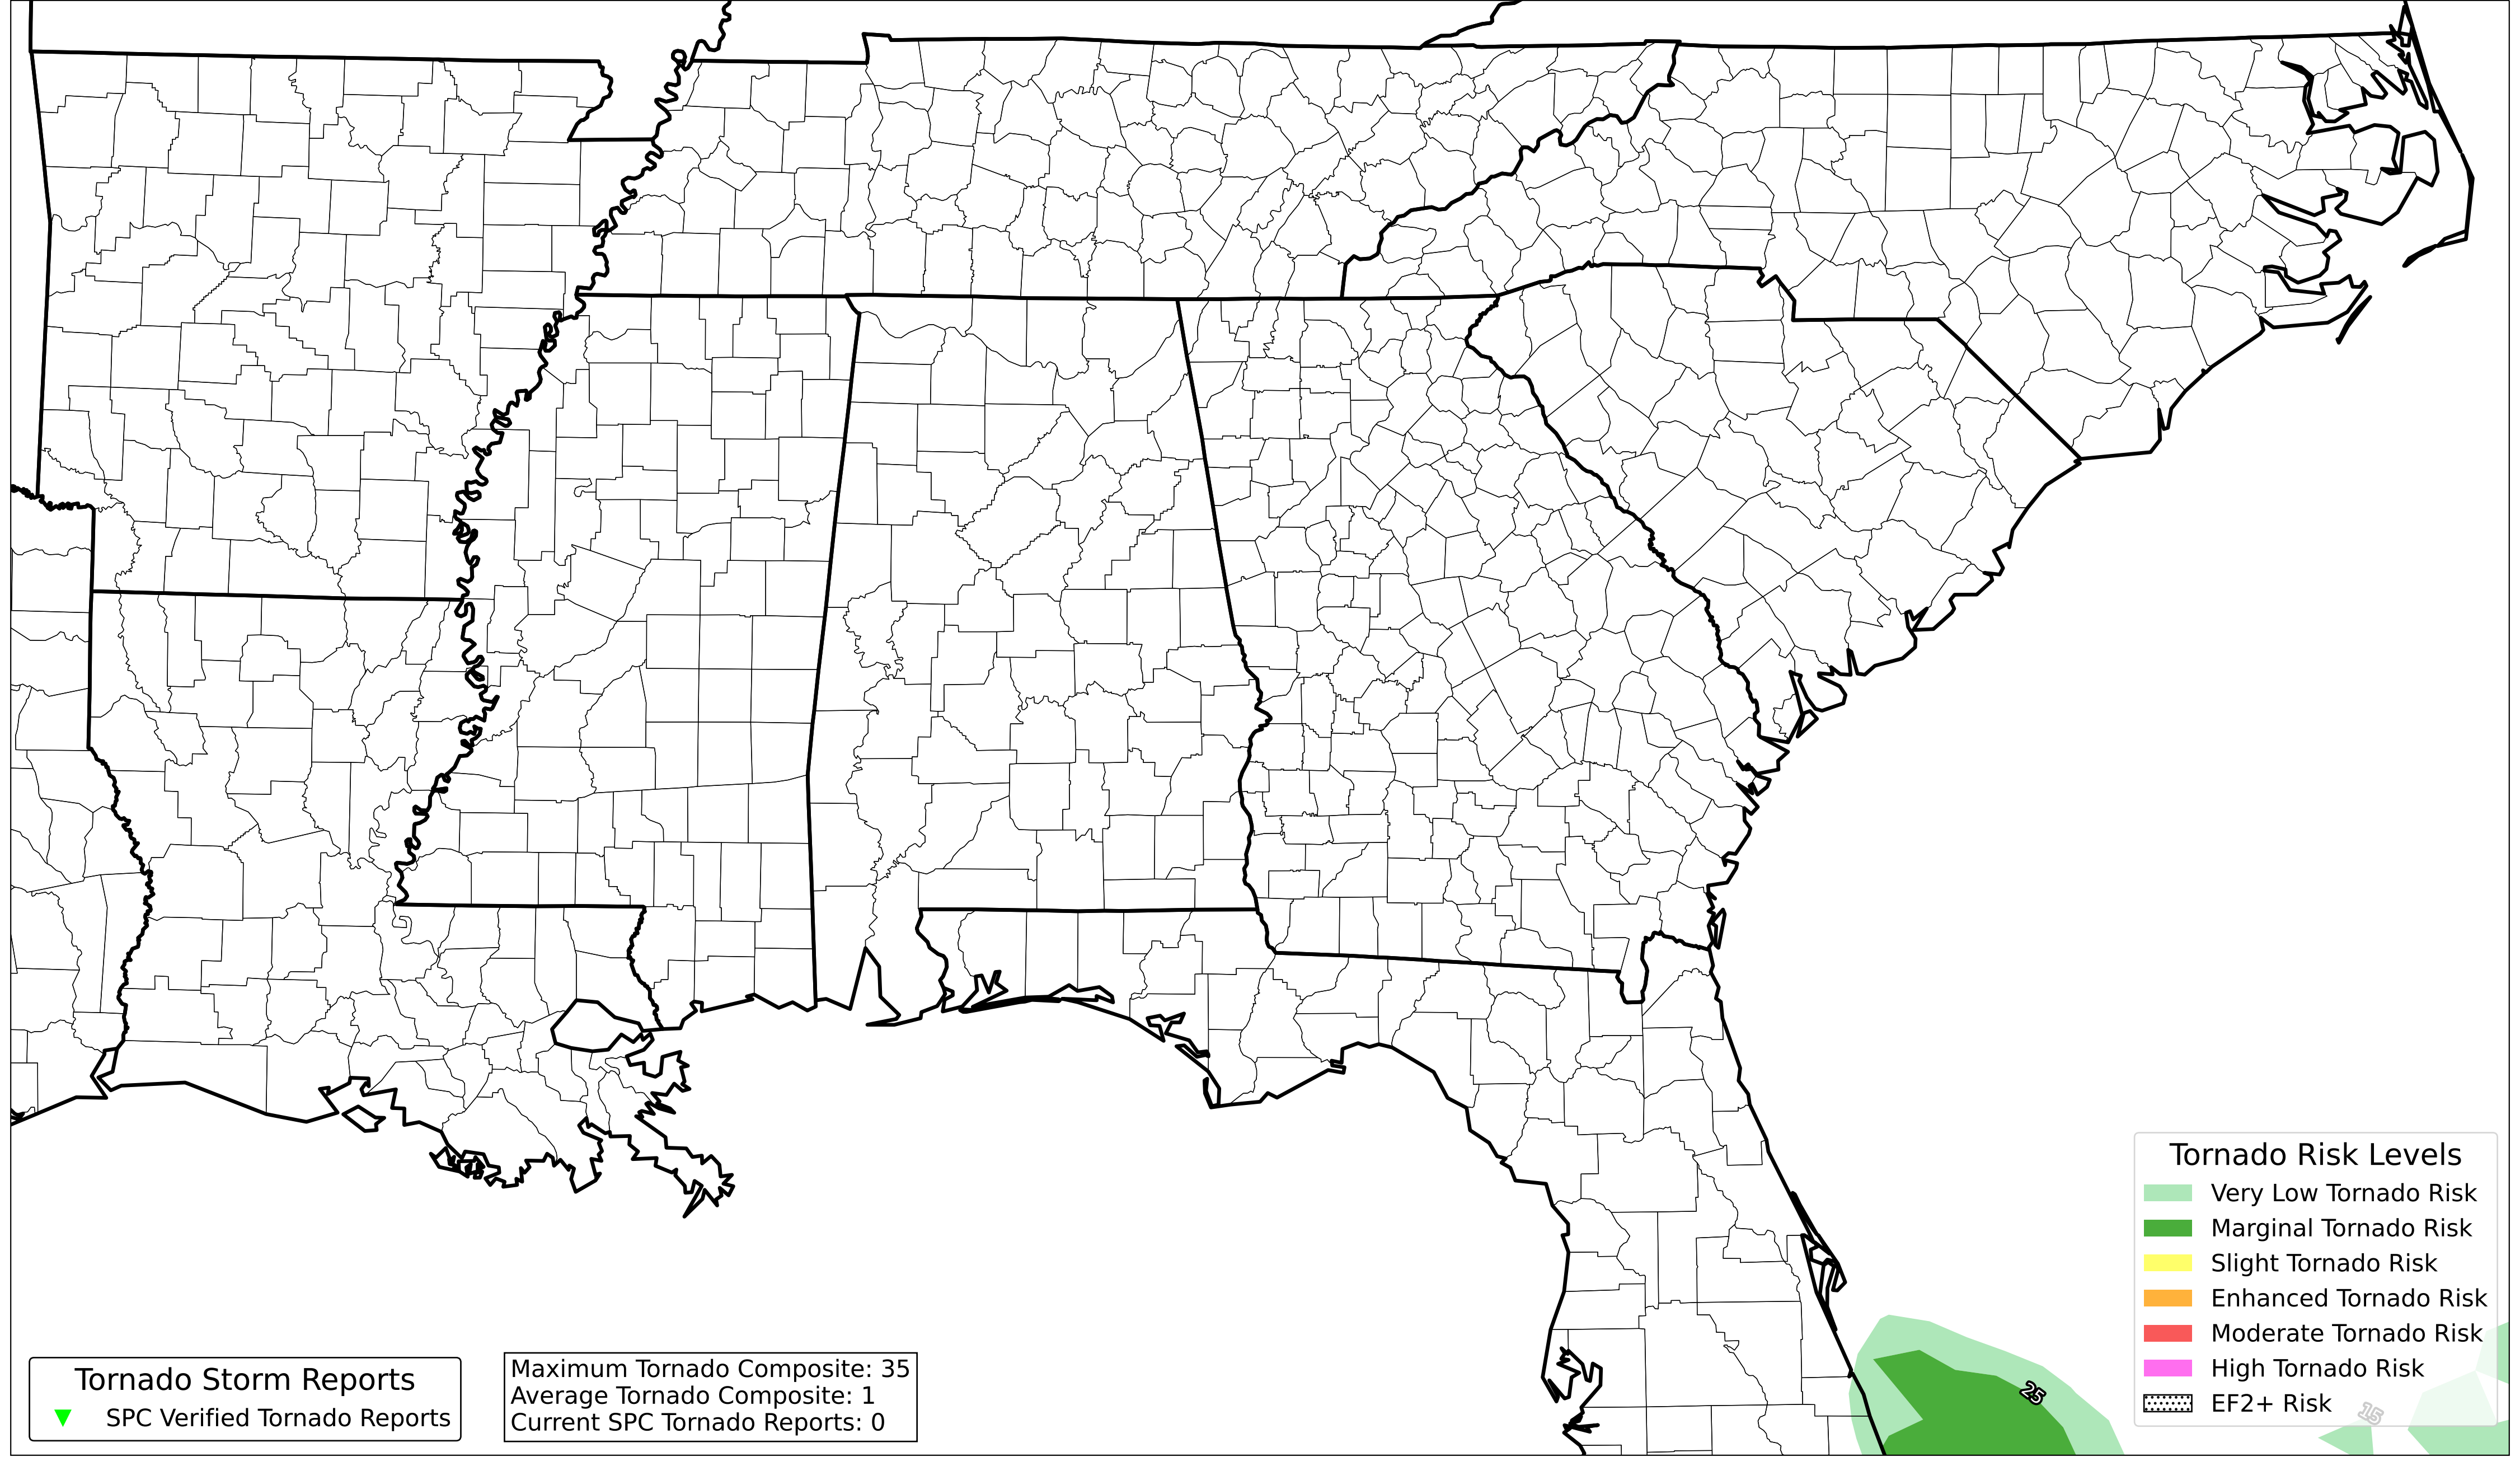 25
15
Tornado Risk Levels
Very Low Tornado Risk
Marginal Tornado Risk
Slight Tornado Risk
Enhanced Tornado Risk
Moderate Tornado Risk
High Tornado Risk
EF2+ Risk
Tornado Storm Reports
SPC Verified Tornado Reports
Maximum Tornado Composite: 35
Average Tornado Composite: 1
Current SPC Tornado Reports: 0